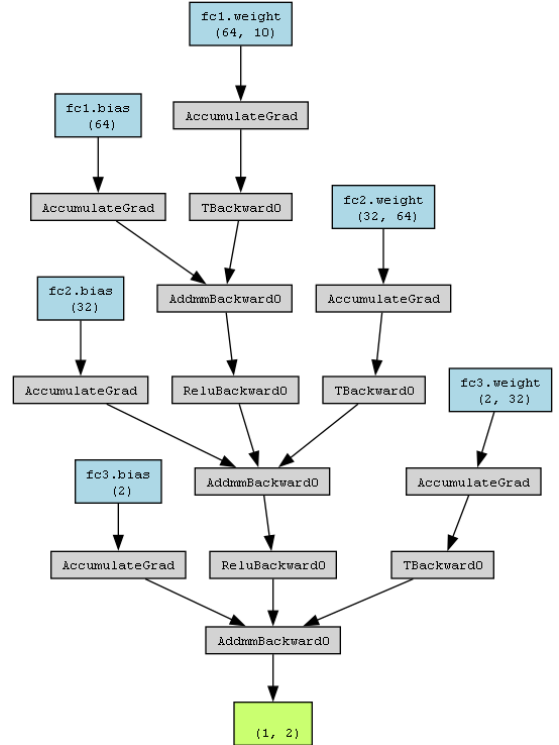 fc1.weight
(64, 10)
fc1.bias
(64)
AccumulateGrad
AccumulateGrad
TBackward0
fc2.weight
(32, 64)
fc2.bias
(32)
AddmmBackward0
AccumulateGrad
AccumulateGrad
ReluBackward0
TBackward0
fc3.weight
(2, 32)
fc3.bias
(2)
AddmmBackward0
AccumulateGrad
AccumulateGrad
ReluBackward0
TBackward0
AddmmBackward0
(1, 2)